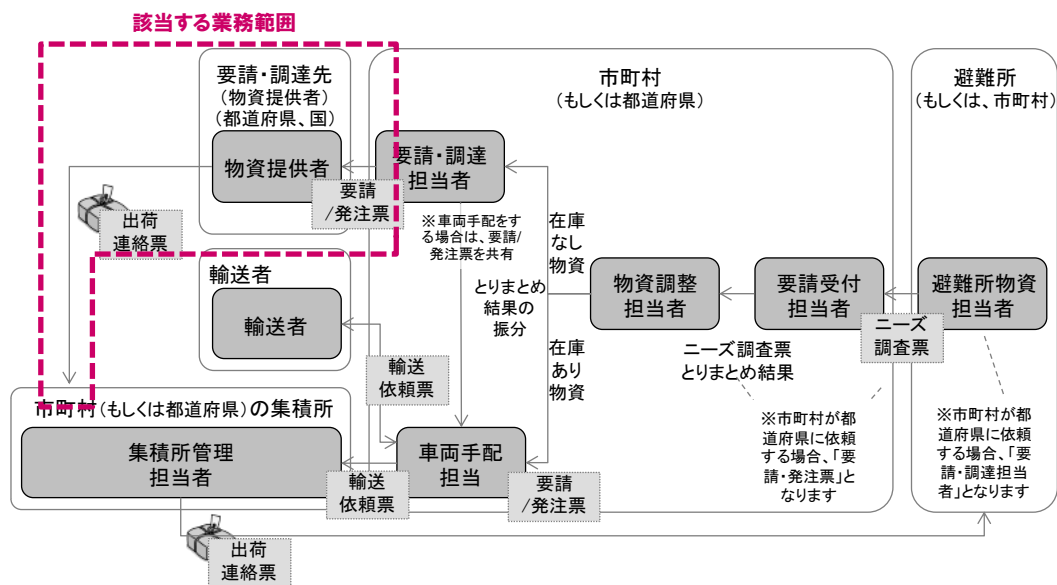 該当する業務範囲
要請・調達先
(物資提供者)
(都道府県、国)
物資提供者
要請・調達
担当者
要請
/発注票
出荷
連絡票
※車両手配をす
る場合は、要請/
発注票を共有
市町村
(もしくは都道府県)
避難所
(もしくは、市町村)
在庫
なし
物資
とりまとめ
結果の
振分
在庫
あり
物資
物資調整
担当者
要請受付
担当者
避難所物資
担当者
ニーズ
調査票
ニーズ調査票
とりまとめ結果
※市町村が都
道府県に依頼
する場合、「要
請・発注票」と
なります
※市町村が都
道府県に依頼
する場合、「要
請・調達担当
者」となります
輸送者
輸送者
輸送
依頼票
市町村(もしくは都道府県)の集積所
集積所管理
担当者
輸送
依頼票
車両手配
担当
要請
/発注票
出荷
連絡票